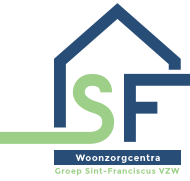 SF
Woonzorgcentra
Groep Sint-Franciscus VZW